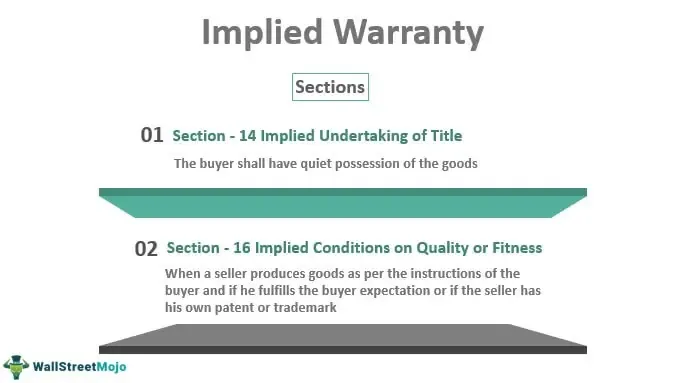 Implied Warranty
Sections
01 Section - 14 Implied Undertaking of Title
The buyer shall have quiet possession of the goods
02 Section - 16 Implied Conditions on Quality or Fitness
When a seller produces goods as per the instructions of the
buyer and if he fulfills the buyer expectation or if the seller has
his own patent or trademark
WallStreetMojo